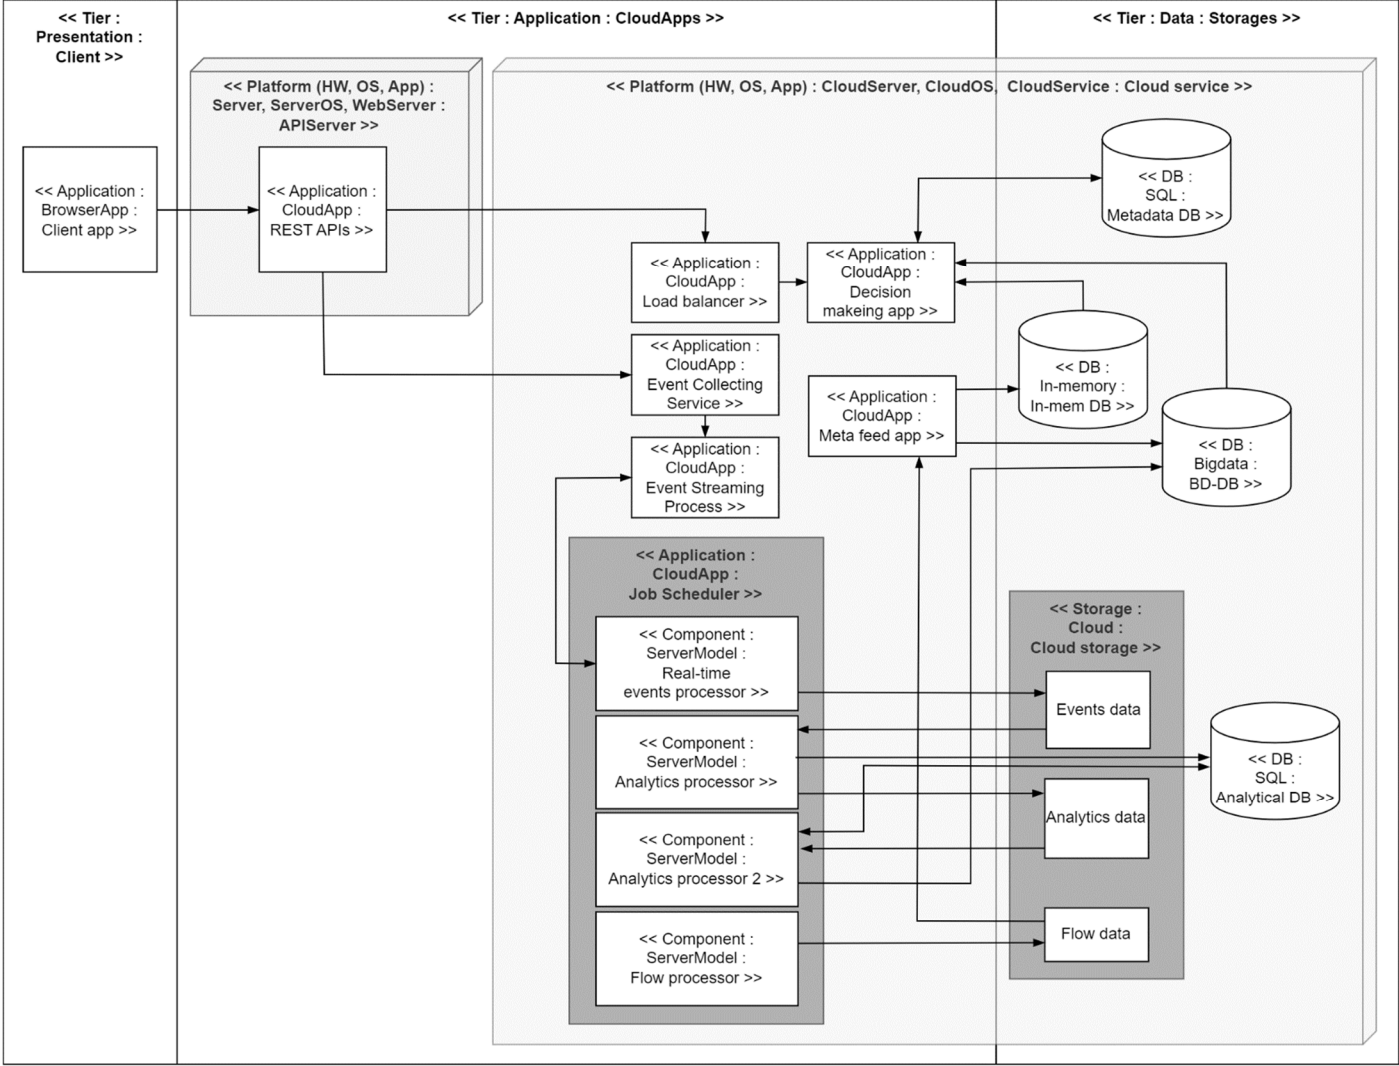 << Tier :
Presentation :
Client >>
<< Tier : Application : CloudApps >>
<< Tier : Data : Storages >>
<< Platform (HW, OS, App) :
Server, ServerOS, WebServer :
APIServer >>
<< Platform (HW, OS, App) : CloudServer, CloudOS, CloudService : Cloud service >>
<< Application :
BrowserApp :
Client app >>
<< Application :
CloudApp :
REST APIs >>
<< DB :
SQL :
Metadata DB >>
<< Application :
CloudApp :
Load balancer >>
<< Application :
CloudApp :
Decision
makeing app >>
<< Application :
CloudApp :
Event Collecting
Service >>
<< DB :
In-memory :
In-mem DB >>
<< Application :
CloudApp :
Meta feed app >>
<< DB :
Bigdata :
BD-DB >>
<< Application :
CloudApp :
Event Streaming
Process >>
<< Application :
CloudApp :
Job Scheduler >>
<< Component :
ServerModel :
Real-time
events processor >>
<< Component :
ServerModel :
Analytics processor >>
<< Component :
ServerModel :
Analytics processor 2 >>
<< Component :
ServerModel :
Flow processor >>
<< Storage :
Cloud :
Cloud storage >>
Events data
Analytics data
Flow data
<< DB :
SQL :
Analytical DB >>